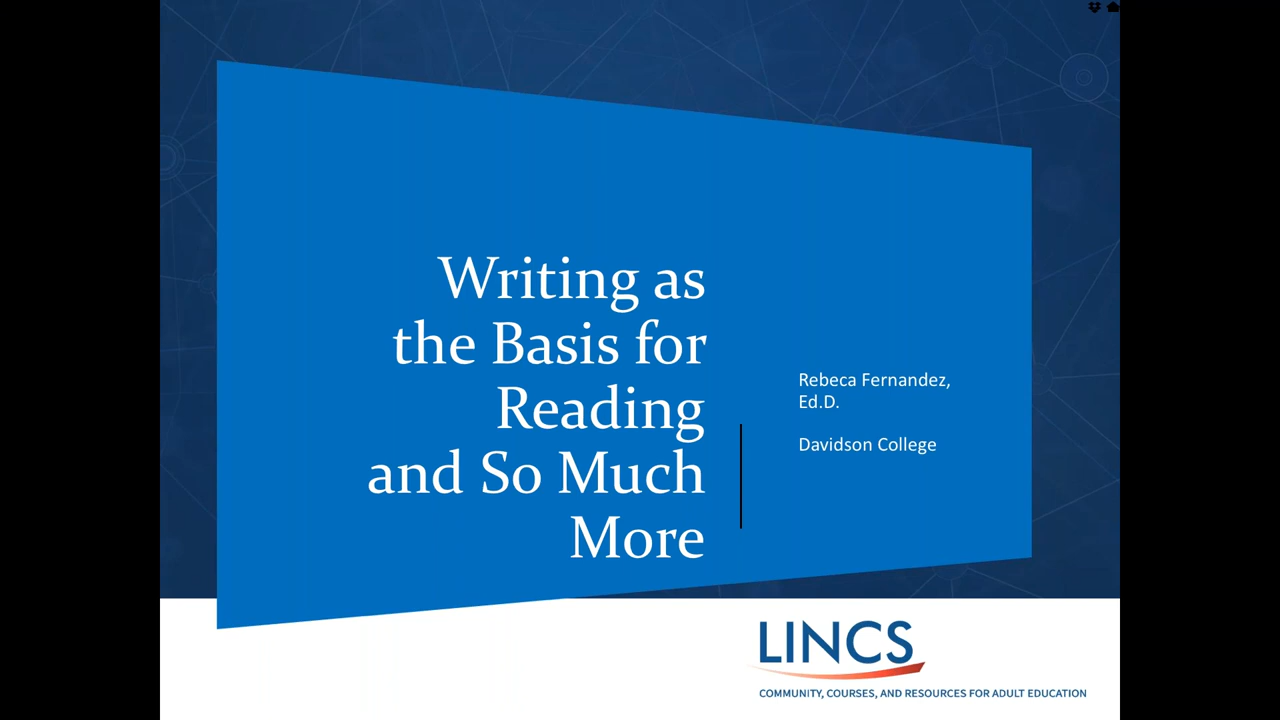 Writing as
the Basis for
Reading
and So Much
More
Rebeca Fernandez,
Ed.D.
Davidson College
LINCS
COMMUNITY, COURSES, AND RESOURCES FOR ADULT EDUCATION